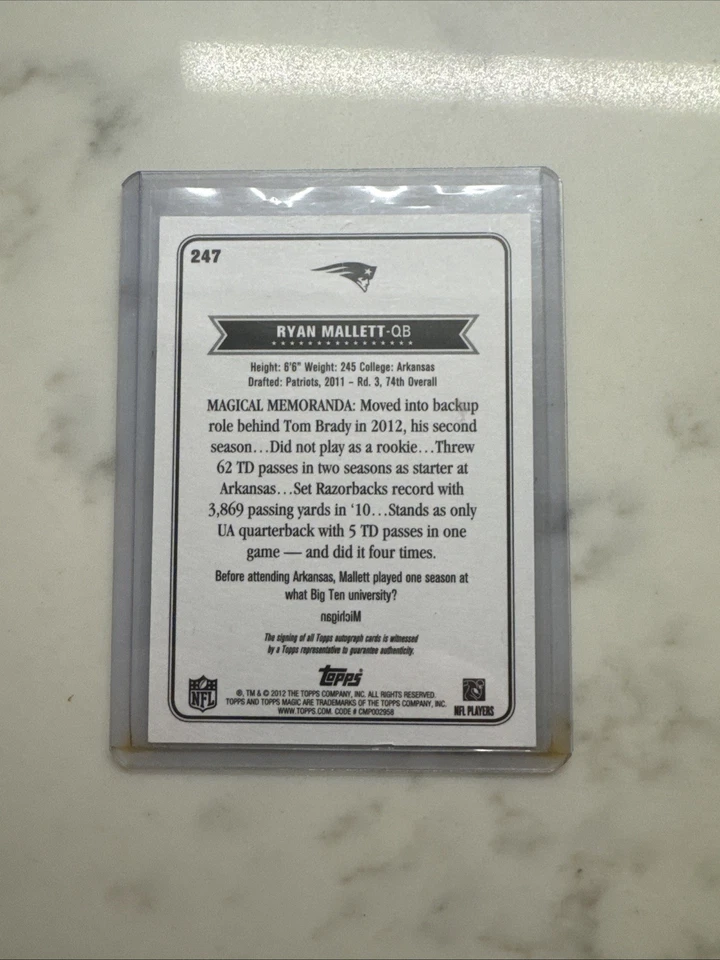 247
RYAN MALLETT-QB
Height: 6'6" Weight: 245 College: Arkansas
Drafted: Patriots, 2011 – Rd. 3, 74th Overall
MAGICAL MEMORANDA: Moved into backup
role behind Tom Brady in 2012, his second
season...Did not play as a rookie...Threw
62 TD passes in two seasons as starter at
Arkansas...Set Razorbacks record with
3,869 passing yards in '10...Stands as only
UA quarterback with 5 TD passes in one
game — and did it four times.
Before attending Arkansas, Mallett played one season at
what Big Ten university?
Michigan
The signing of all Topps autograph cards is witnessed
by a Topps representative to guarantee authenticity.
Topps
NFL
®, TM & © 2012 THE TOPPS COMPANY, INC. ALL RIGHTS RESERVED.
TOPPS AND TOPPS MAGIC ARE TRADEMARKS OF THE TOPPS COMPANY, INC.
WWW.TOPPS.COM. CODE # CMP002958
NFL PLAYERS